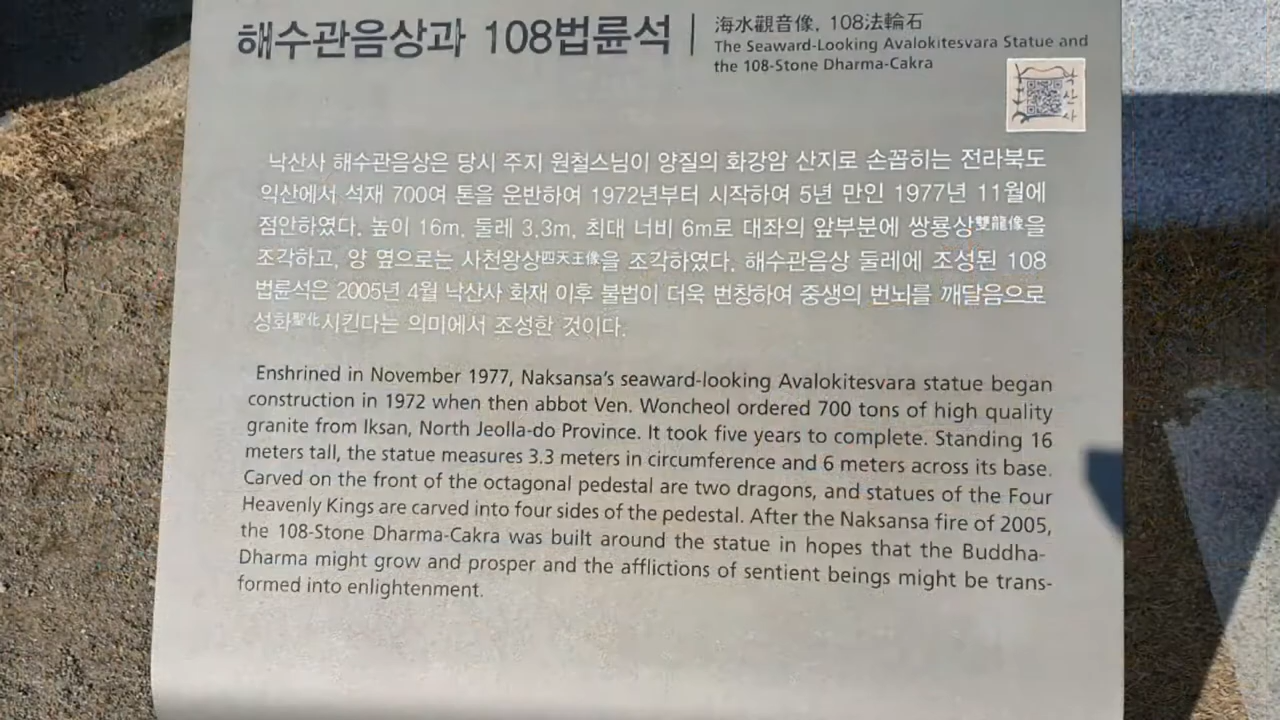 해수관음상과 108법륜석
海水觀音像, 108法輪石
The Seaward-Looking Avalokitesvara Statue and
the 108-Stone Dharma-Cakra
낙산사
낙산사 해수관음상은 당시 주지 원철스님이 양질의 화강암 산지로 손꼽히는 전라북도
익산에서 석재 700여 톤을 운반하여 1972년부터 시작하여 5년 만인 1977년 11월에
점안하였다. 높이 16m, 둘레 3.3m, 최대 너비 6m로 대좌의 앞부분에 쌍룡상雙龍像을
조각하고, 양 옆으로는 사천왕상四天王像을 조각하였다. 해수관음상 둘레에 조성된 108
법륜석은 2005년 4월 낙산사 화재 이후 불법이 더욱 번창하여 중생의 번뇌를 깨달음으로
성화聖化시킨다는 의미에서 조성한 것이다.
Enshrined in November 1977, Naksansa's seaward-looking Avalokitesvara statue began
construction in 1972 when then abbot Ven. Woncheol ordered 700 tons of high quality
granite from Iksan, North Jeolla-do Province. It took five years to complete. Standing 16
meters tall, the statue measures 3.3 meters in circumference and 6 meters across its base.
Carved on the front of the octagonal pedestal are two dragons, and statues of the Four
Heavenly Kings are carved into four sides of the pedestal. After the Naksansa fire of 2005,
the 108-Stone Dharma-Cakra was built around the statue in hopes that the Buddha-
Dharma might grow and prosper and the afflictions of sentient beings might be trans-
formed into enlightenment.